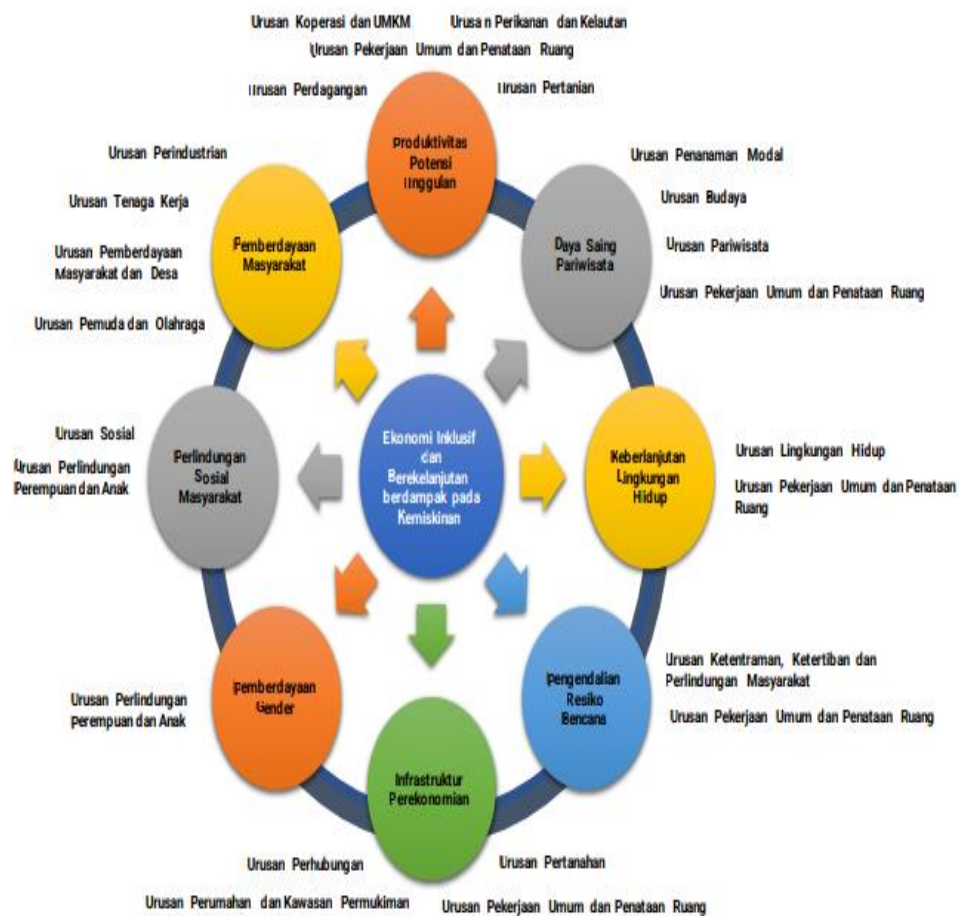 Urusan Koperasi dan UMKM
Urusan Perikanan dan Kelautan
Urusan Pekerjaan Umum dan Penataan Ruang
Urusan Perdagangan
Urusan Pertanian
Produktivitas
Potensi
Unggulan
Urusan Perindustrian
Urusan Tenaga Kerja
Urusan Pemberdayaan
Masyarakat dan Desa
Urusan Pemuda dan Olahraga
Pemberdayaan
Masyarakat
Urusan Penanaman Modal
Urusan Budaya
Urusan Pariwisata
Urusan Pekerjaan Umum dan Penataan Ruang
Daya Saing
Pariwisata
Urusan Sosial
Urusan Perlindungan
Perempuan dan Anak
Perlindungan
Sosial
Masyarakat
Ekonomi Inklusif
dan
Berekelanjutan
berdampak pada
Kemiskinan
Keberlanjutan
Lingkungan
Hidup
Urusan Lingkungan Hidup
Urusan Pekerjaan Umum dan Penataan
Ruang
Urusan Perlindungan
Perempuan dan Anak
Pemberdayaan
Gender
Pengendalian
Resiko
Bencana
Urusan Ketentraman, Ketertiban dan
Perlindungan Masyarakat
Urusan Pekerjaan Umum dan Penataan Ruang
Infrastruktur
Perekonomian
Urusan Perhubungan
Urusan Pertanahan
Urusan Perumahan dan Kawasan Permukiman
Urusan Pekerjaan Umum dan Penataan Ruang